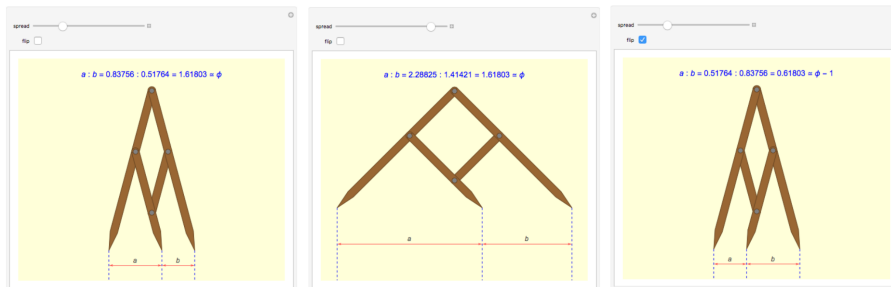 spread
flip
a : b = 0.83756 : 0.51764 = 1.61803 = ϕ
a
b
spread
flip
a : b = 2.28825 : 1.41421 = 1.61803 = ϕ
a
b
spread
flip
a : b = 0.51764 : 0.83756 = 0.61803 = ϕ ~ 1
a
b